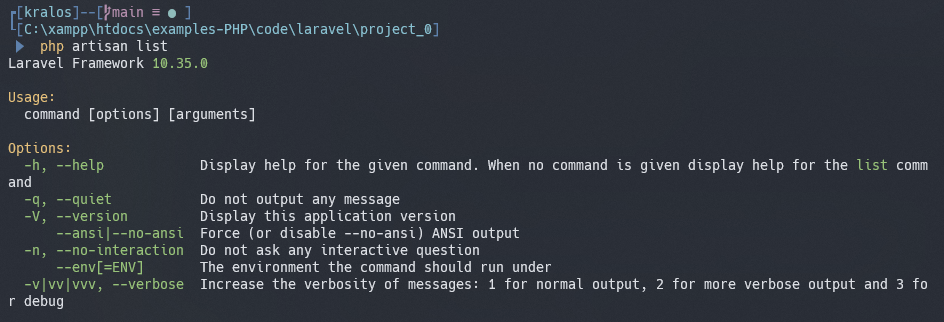 [kralos]--[main ≡ ● ]
[C:\xampp\htdocs\examples-PHP\code\laravel\project_0]
php artisan list
Laravel Framework 10.35.0
Usage:
command [options] [arguments]
Options:
-h, --help            Display help for the given command. When no command is given display help for the list comm
and
-q, --quiet           Do not output any message
-V, --version         Display this application version
--ansi|--no-ansi  Force (or disable --no-ansi) ANSI output
-n, --no-interaction  Do not ask any interactive question
--env[=ENV]       The environment the command should run under
-v|vv|vvv, --verbose  Increase the verbosity of messages: 1 for normal output, 2 for more verbose output and 3 fo
r debug